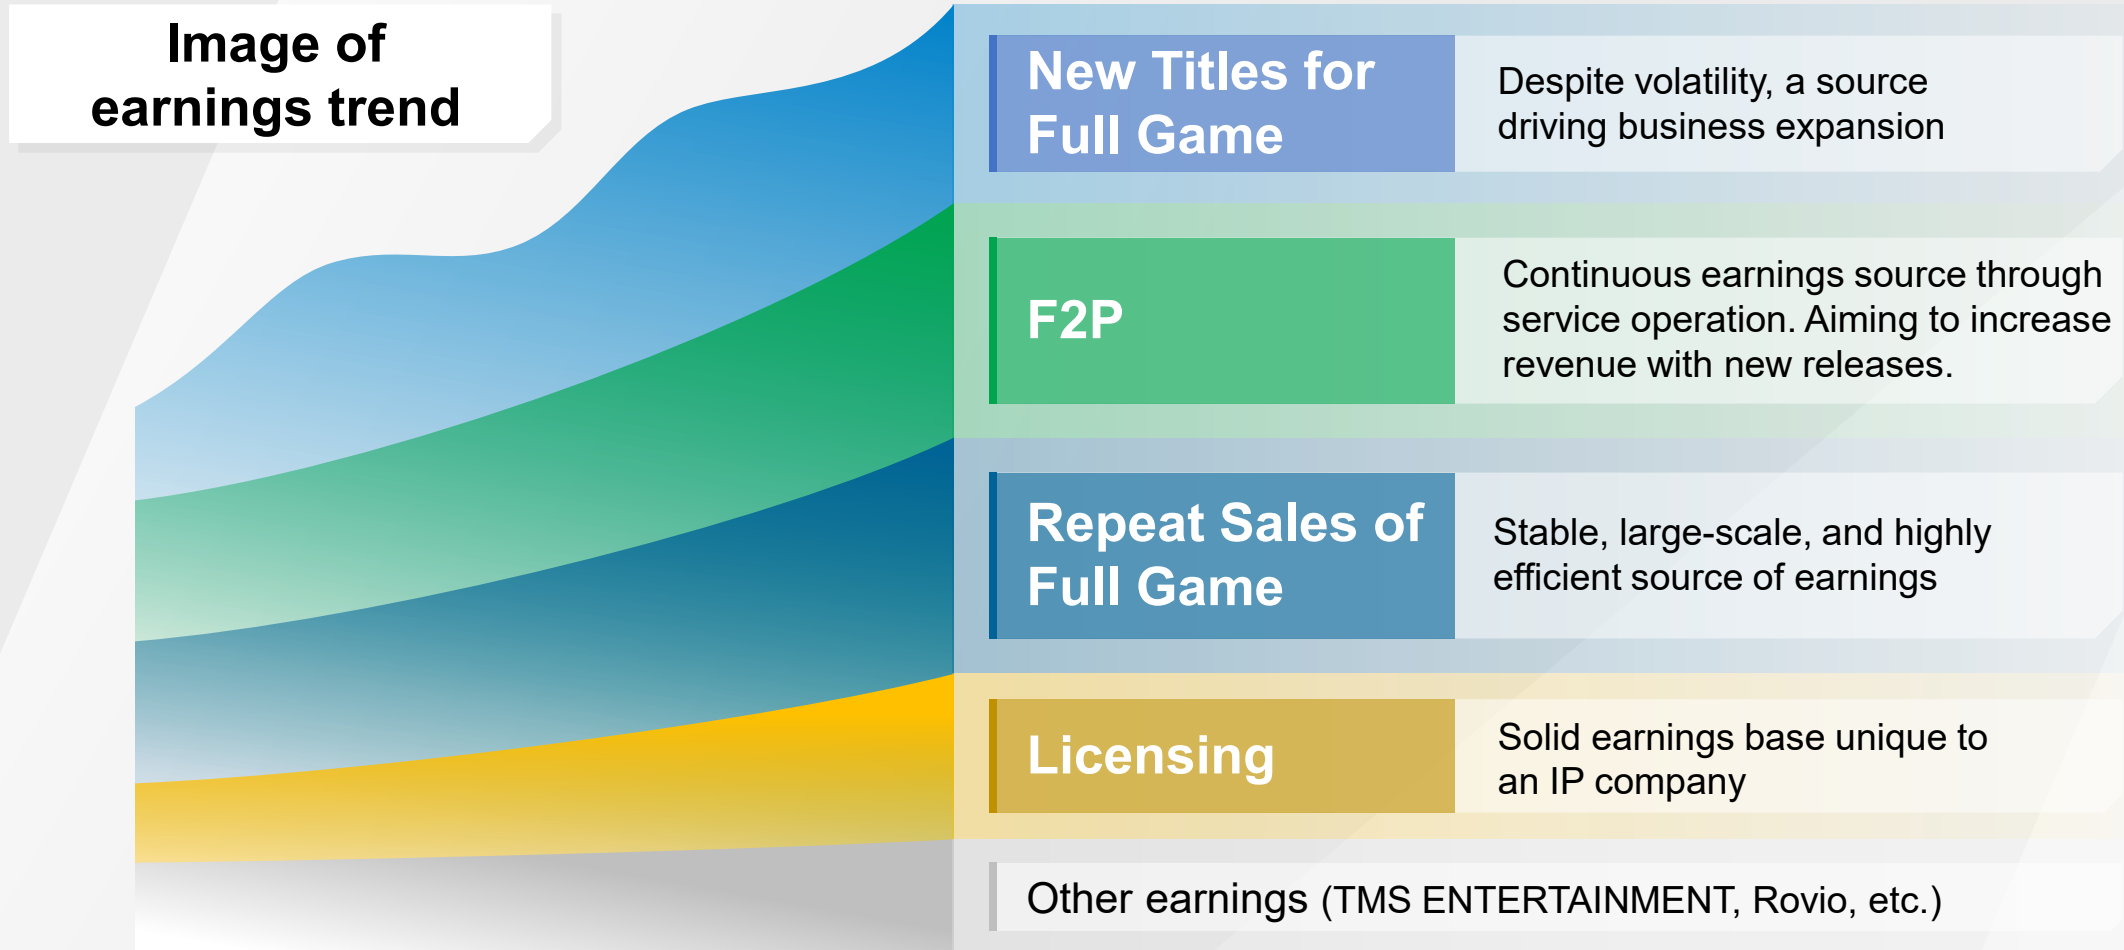 Image of
earnings trend
New Titles for
Full Game
Despite volatility, a source
driving business expansion
F2P
Continuous earnings source through
service operation. Aiming to increase
revenue with new releases.
Repeat Sales of
Full Game
Stable, large-scale, and highly
efficient source of earnings
Licensing
Solid earnings base unique to
an IP company
Other earnings (TMS ENTERTAINMENT, Rovio, etc.)